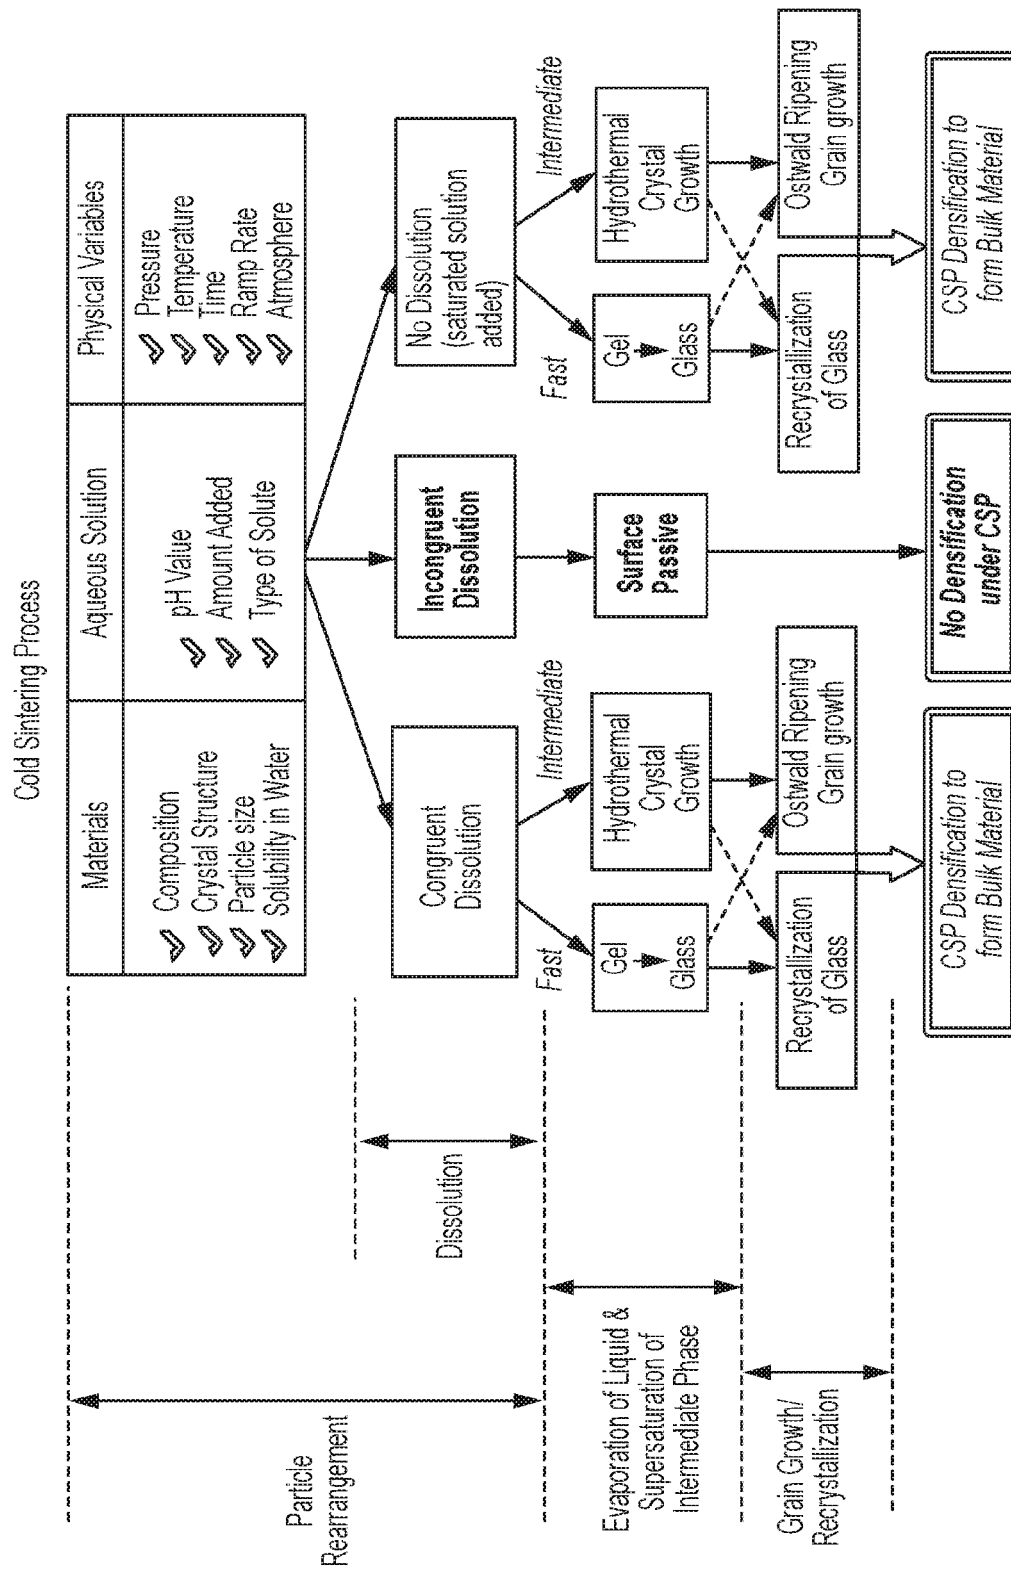 Cold Sintering Process
Materials
Aqueous Solution
Physical Variables
Composition
Crystal Structure
Particle size
Solubility in Water
pH Value
Amount Added
Type of Solute
Pressure
Temperature
Time
Ramp Rate
Atmosphere
Particle
Rearrangement
Dissolution
Congruent
Dissolution
Incongruent
Dissolution
No Dissolution
(saturated solution
added)
Fast
Intermediate
Fast
Intermediate
Evaporation of Liquid &
Supersaturation of
Intermediate Phase
Gel
Glass
Hydrothermal
Crystal
Growth
Surface
Passive
Gel
Glass
Hydrothermal
Crystal
Growth
Grain Growth/
Recrystallization
Recrystallization
of Glass
Ostwald Ripening
Grain growth
Recrystallization
of Glass
Ostwald Ripening
Grain growth
CSP Densification to
form Bulk Material
No Densification
under CSP
CSP Densification to
form Bulk Material